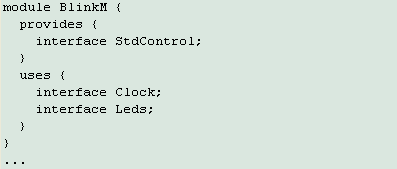 module BlinkM {
  provides {
    interface StdControl;
  }
  uses {
    interface Clock;
    interface Leds;
  }
}
...